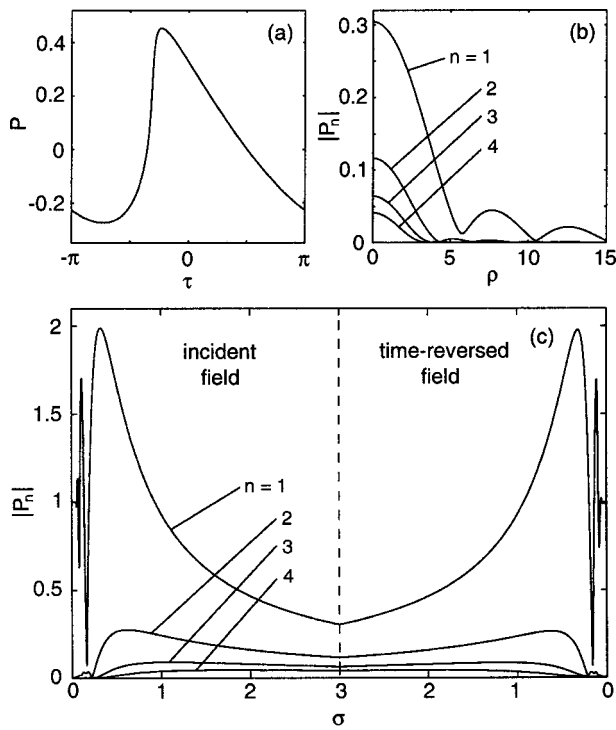 (a)
0.4
0.2
0
-0.2
P
-π
0
π
τ
(b)
0.3
0.2
0.1
0
|Pn|
n = 1
2
3
4
0
5
10
15
ρ
(c)
2
1.5
1
0.5
0
|Pn|
incident
field
time-reversed
field
n = 1
2
3
4
0
1
2
3
2
1
0
σ